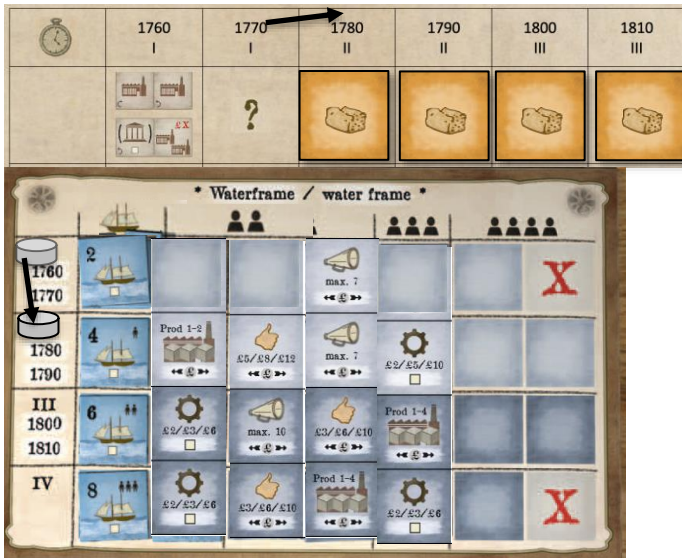 1760 1770 1780 1790 1800 1810
I I II II III III
c D
£X
( ) ?
D
* Waterframe / water frame *
1760 2 max. 7 X
1770 «£»
4 Prod 1-2 max. 7
1780 £5/£8/£12 £2/£5/£10
1790 «£» «£» «£»
III 6 Prod 1-4
1800 £2/£3/£6 max. 10 £3/£6/£10
1810 «£» «£» «£»
IV 8 Prod 1-4 X
£2/£3/£6 £3/£6/£10 £2/£3/£6
«£» «£»